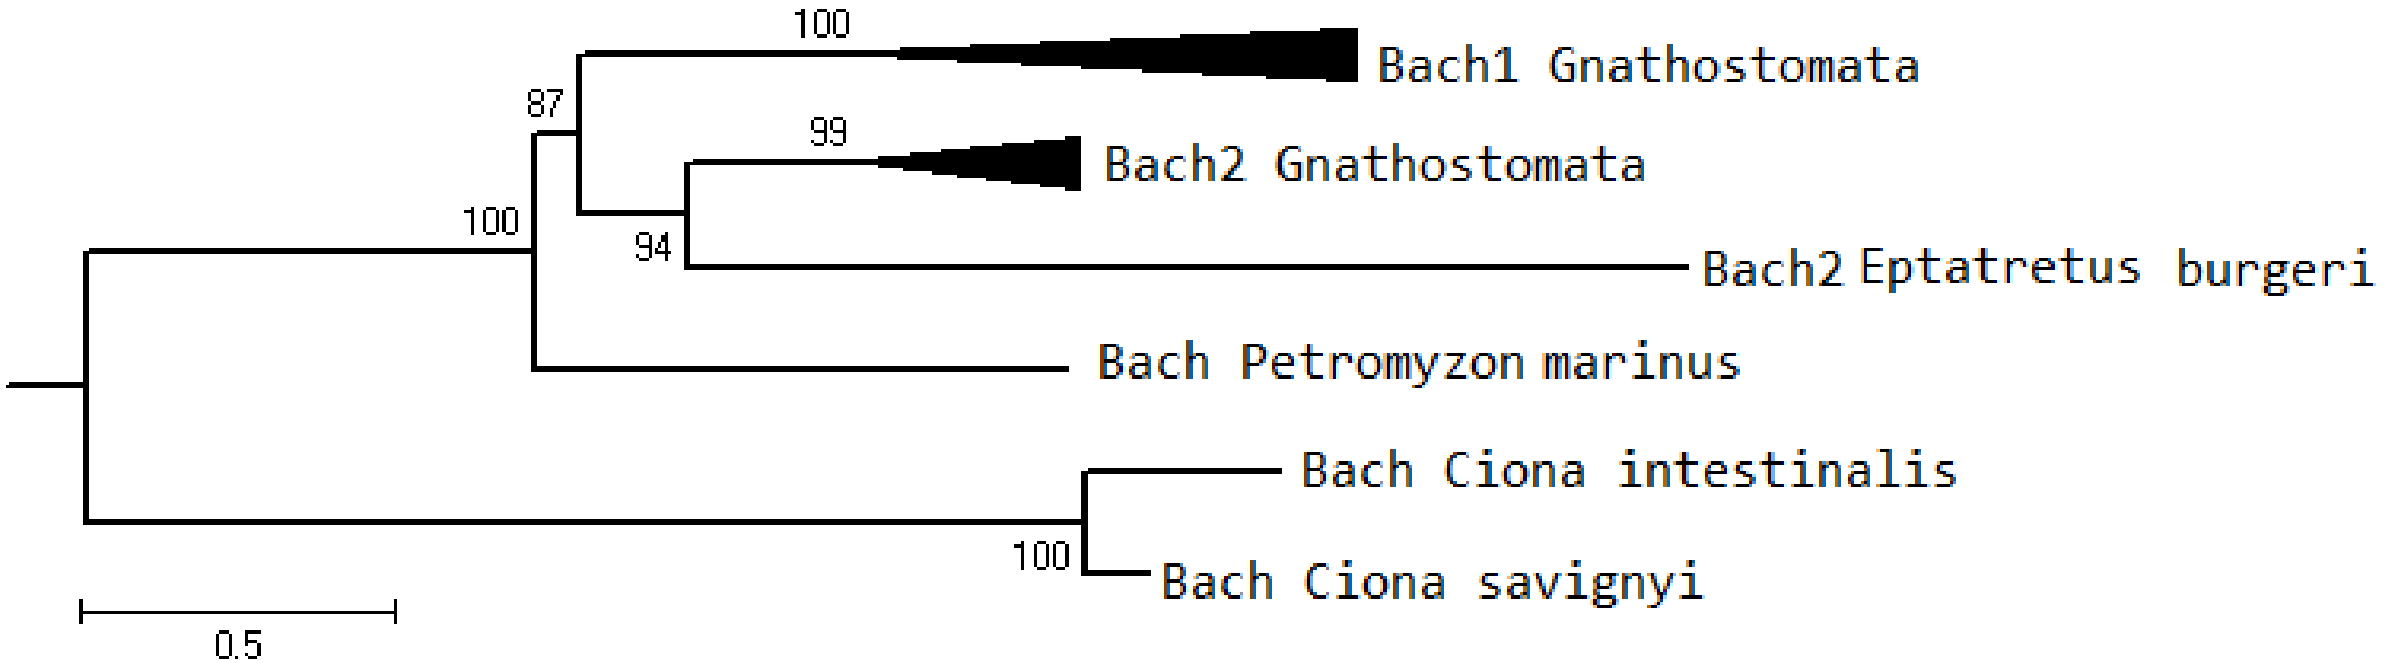 100
Bach1 Gnathostomata
87
99
Bach2 Gnathostomata
100
94
Bach2 Eptatretus burgeri
Bach Petromyzon marinus
Bach Ciona intestinalis
100
Bach Ciona savignyi
0.5